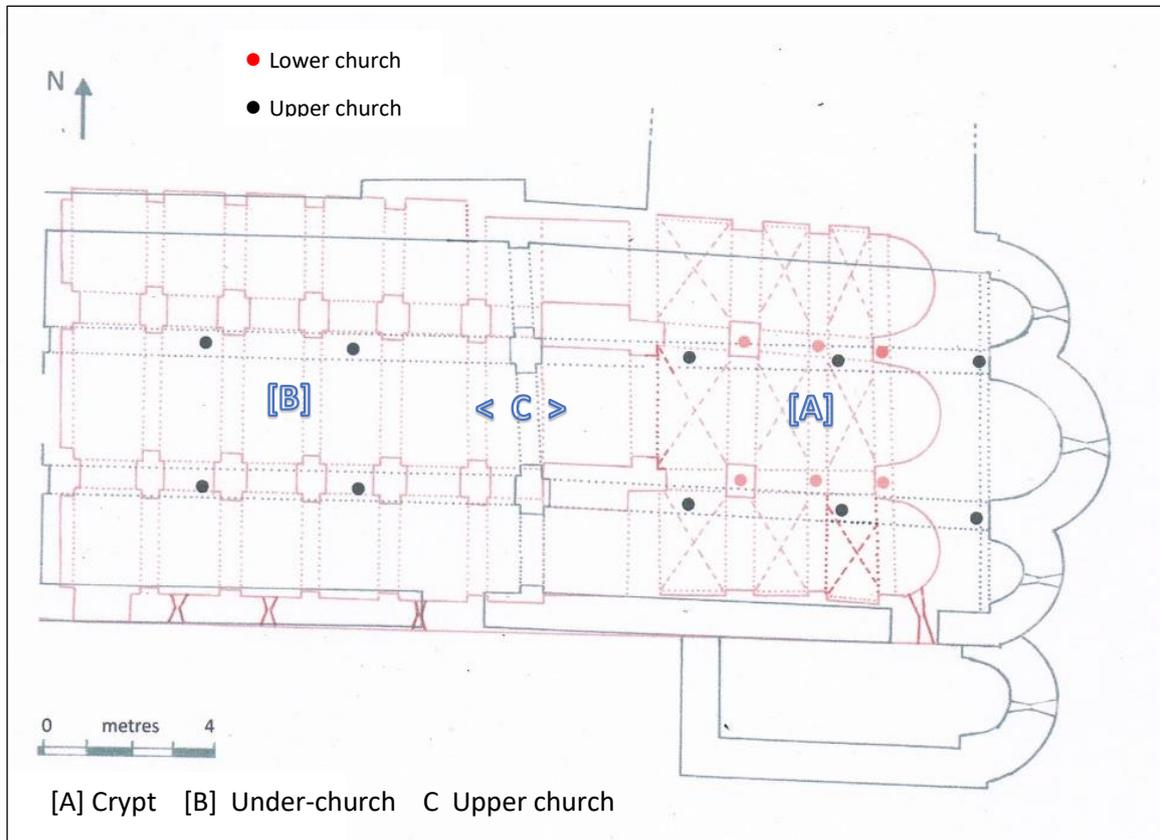 Lower church
N
Upper church
[B]
< C >
[A]
0 metres 4
[A] Crypt [B] Under-church C Upper church